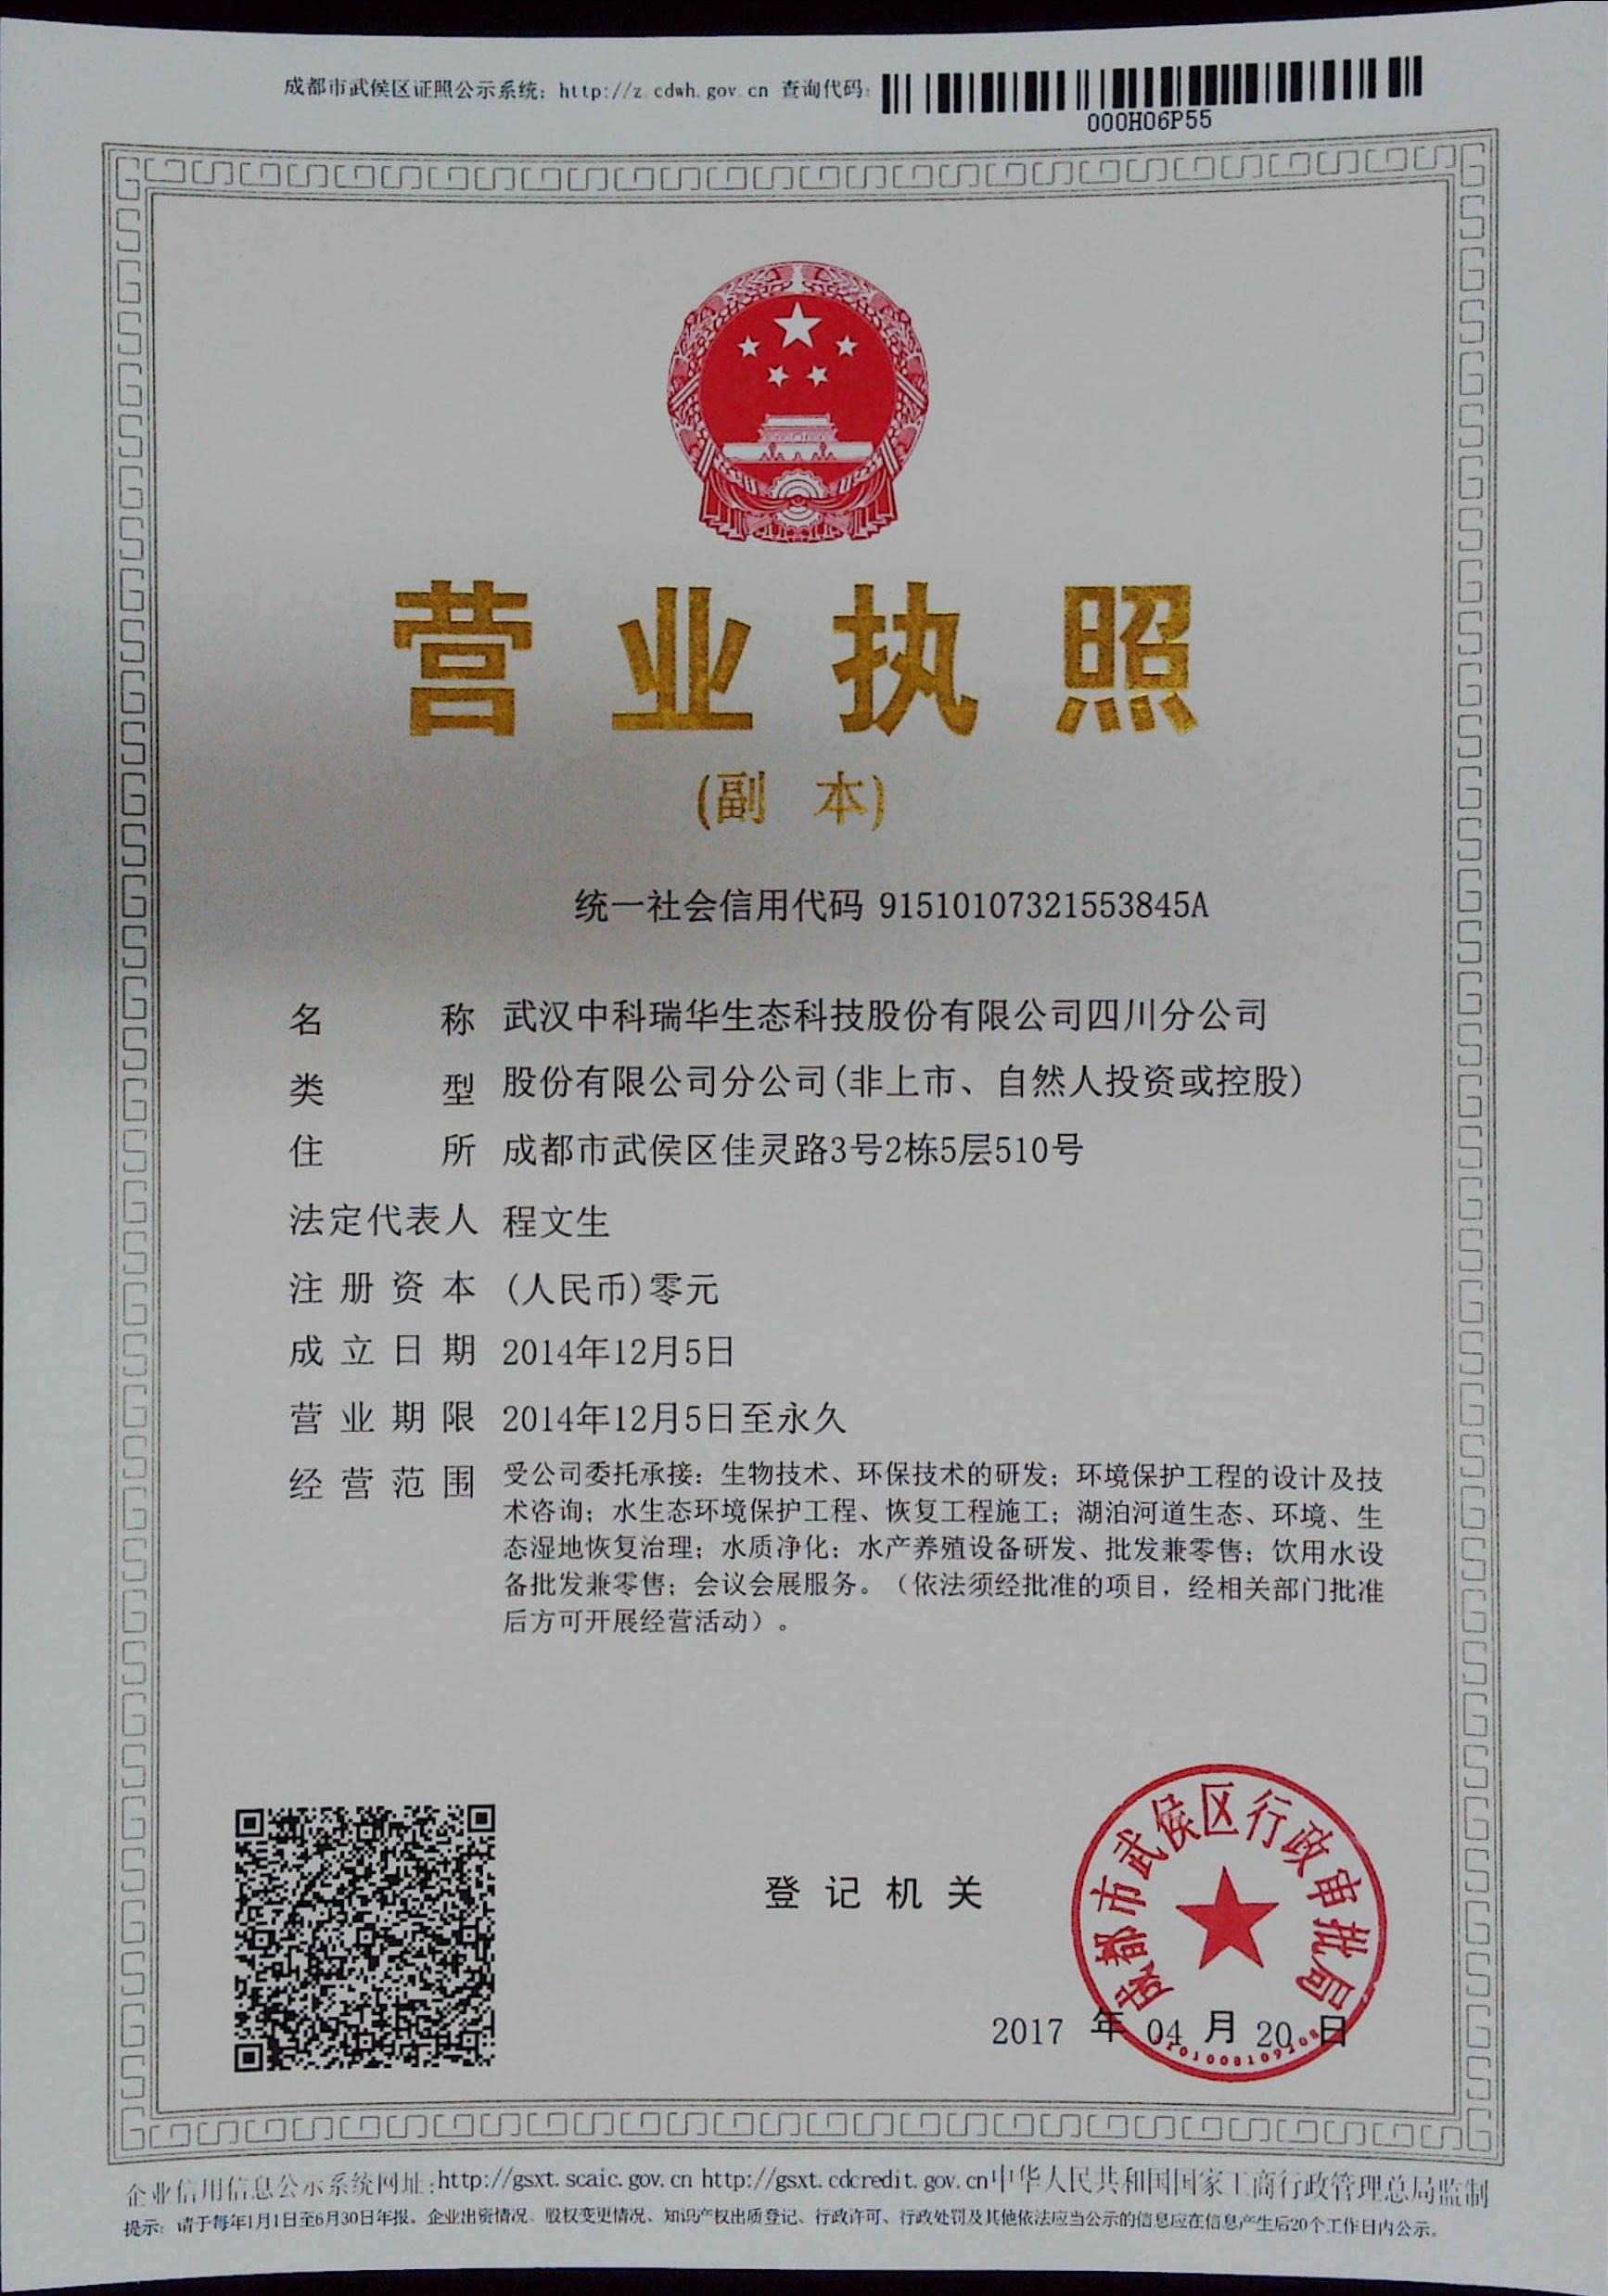 成都市武侯区证照公示系统：http://z.cdwh.gov.cn 查询代码：
000H06P55
营业执照
(副 本)
统一社会信用代码 91510107321553845A
名称 武汉中科瑞华生态科技股份有限公司四川分公司
类型 股份有限公司分公司(非上市、自然人投资或控股)
住所 成都市武侯区佳灵路3号2栋5层510号
法定代表人 程文生
注册资本 (人民币)零元
成立日期 2014年12月5日
营业期限 2014年12月5日至永久
经营范围 受公司委托承接：生物技术、环保技术的研发；环境保护工程的设计及技
术咨询；水生态环境保护工程、恢复工程施工；湖泊河道生态、环境、生
态湿地恢复治理；水质净化；水产养殖设备研发、批发兼零售；饮用水设
备批发兼零售；会议会展服务。（依法须经批准的项目，经相关部门批准
后方可开展经营活动）。
登记机关
成都市武侯区行政审批局
2017 年 04 月 20 日
企业信用信息公示系统网址:http://gsxt.scaic.gov.cn http://gsxt.cdcredit.gov.cn中华人民共和国国家工商行政管理总局监制
提示：请于每年1月1日至6月30日年报。企业出资情况、股权变更情况、知识产权出质登记、行政许可、行政处罚及其他依法应当公示的信息应在信息产生后20个工作日内公示。